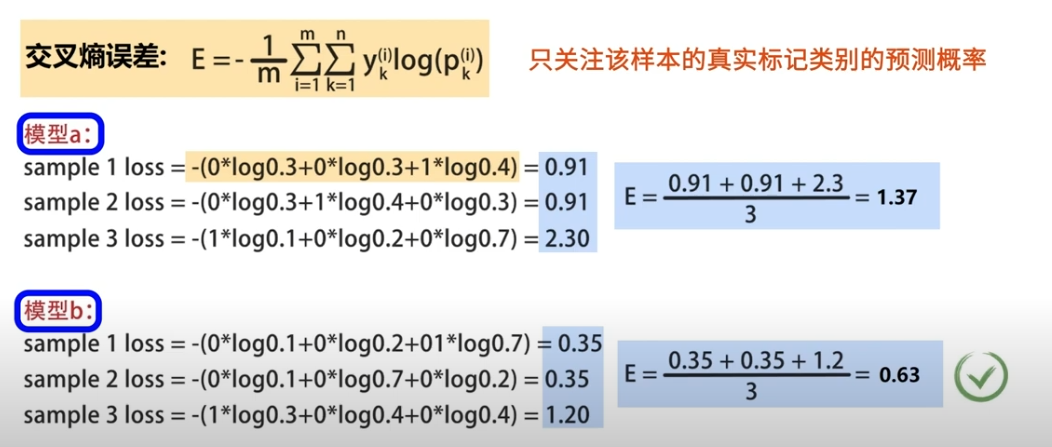 交叉熵误差: E = - 1/m m∑i=1 n∑k=1 y_k^(i) log(p_k^(i)) 只关注该样本的真实标记类别的预测概率
模型a:
sample 1 loss = -(0*log0.3+0*log0.3+1*log0.4) = 0.91
sample 2 loss = -(0*log0.3+1*log0.4+0*log0.3) = 0.91
sample 3 loss = -(1*log0.1+0*log0.2+0*log0.7) = 2.30
E = 0.91 + 0.91 + 2.3 / 3 = 1.37
模型b:
sample 1 loss = -(0*log0.1+0*log0.2+01*log0.7) = 0.35
sample 2 loss = -(0*log0.1+0*log0.7+0*log0.2) = 0.35
sample 3 loss = -(1*log0.3+0*log0.4+0*log0.4) = 1.20
E = 0.35 + 0.35 + 1.2 / 3 = 0.63